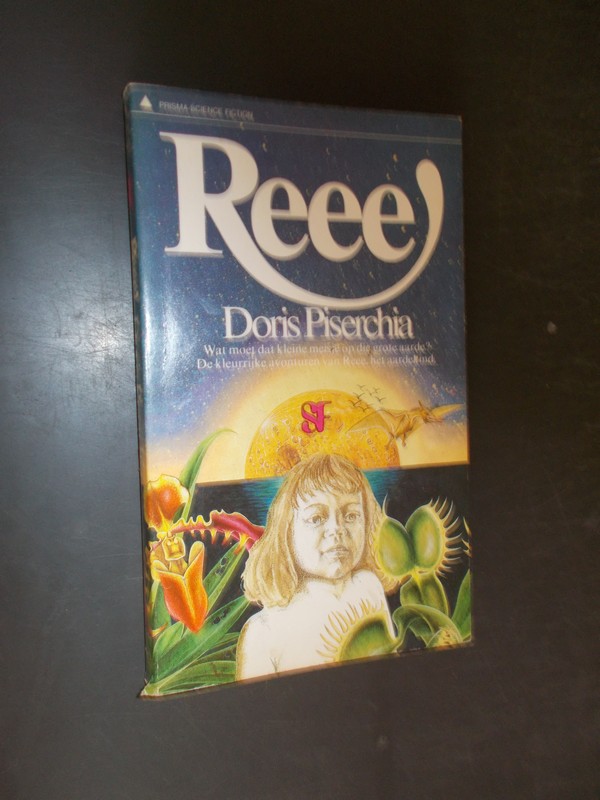 PRISMA SCIENCE FICTION
Reee
Doris Piserchia
Wat moet dat kleine meisje op die grote aarde?
De kleurrijke avonturen van Reee, het aardekind.
SF